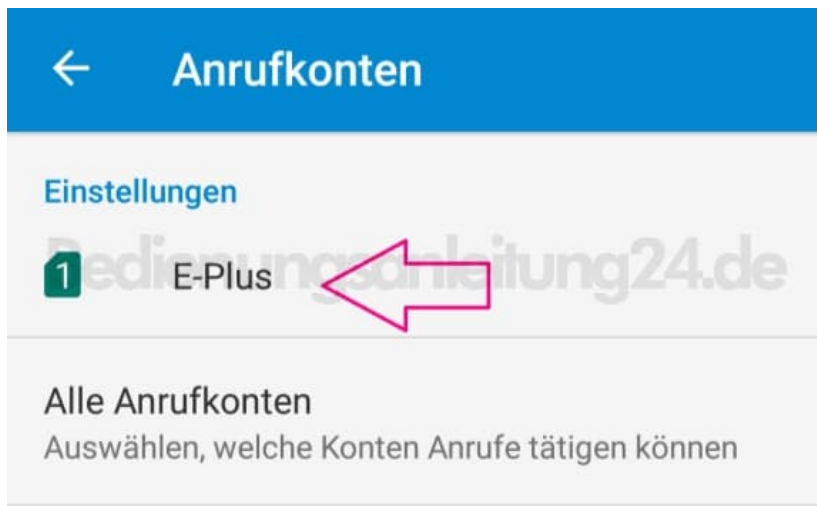 Anrufkonten
Einstellungen
Bedienungsanleitung24.de
1 E-Plus
Alle Anrufkonten
Auswählen, welche Konten Anrufe tätigen können